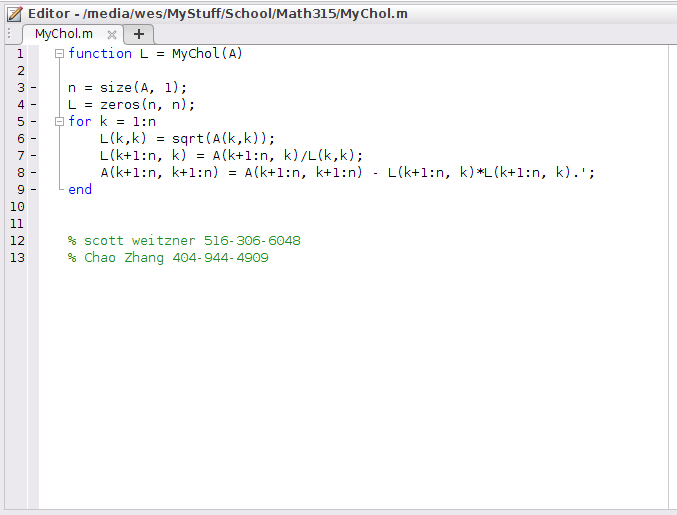 Editor - /media/wes/MyStuff/School/Math315/MyChol.m
MyChol.m × +
1 function L = MyChol(A)
2
3 - n = size(A, 1);
4 - L = zeros(n, n);
5 - for k = 1:n
6 - L(k,k) = sqrt(A(k,k));
7 - L(k+1:n, k) = A(k+1:n, k)/L(k,k);
8 - A(k+1:n, k+1:n) = A(k+1:n, k+1:n) - L(k+1:n, k)*L(k+1:n, k).';
9 - end
10
11
12 % scott weitzner 516-306-6048
13 % Chao Zhang 404-944-4909